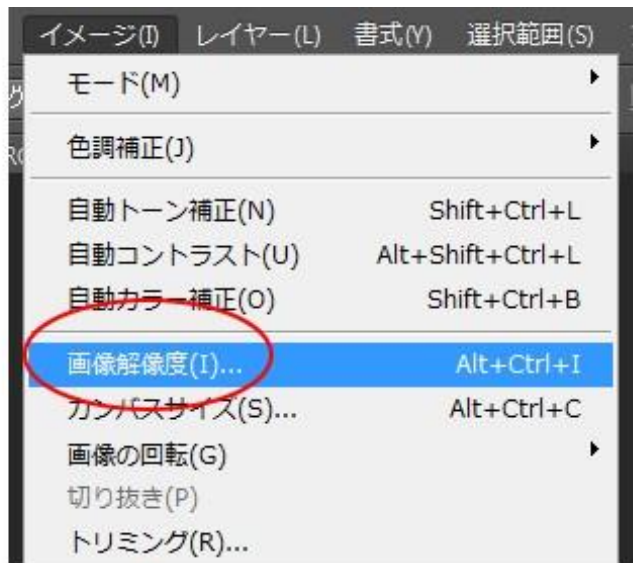 イメージ(I) レイヤー(L) 書式(Y) 選択範囲(S)
モード(M)
色調補正(J)
自動トーン補正(N) Shift+Ctrl+L
自動コントラスト(U) Alt+Shift+Ctrl+L
自動カラー補正(O) Shift+Ctrl+B
画像解像度(I)... Alt+Ctrl+I
カンバスサイズ(S)... Alt+Ctrl+C
画像の回転(G)
切り抜き(P)
トリミング(R)...